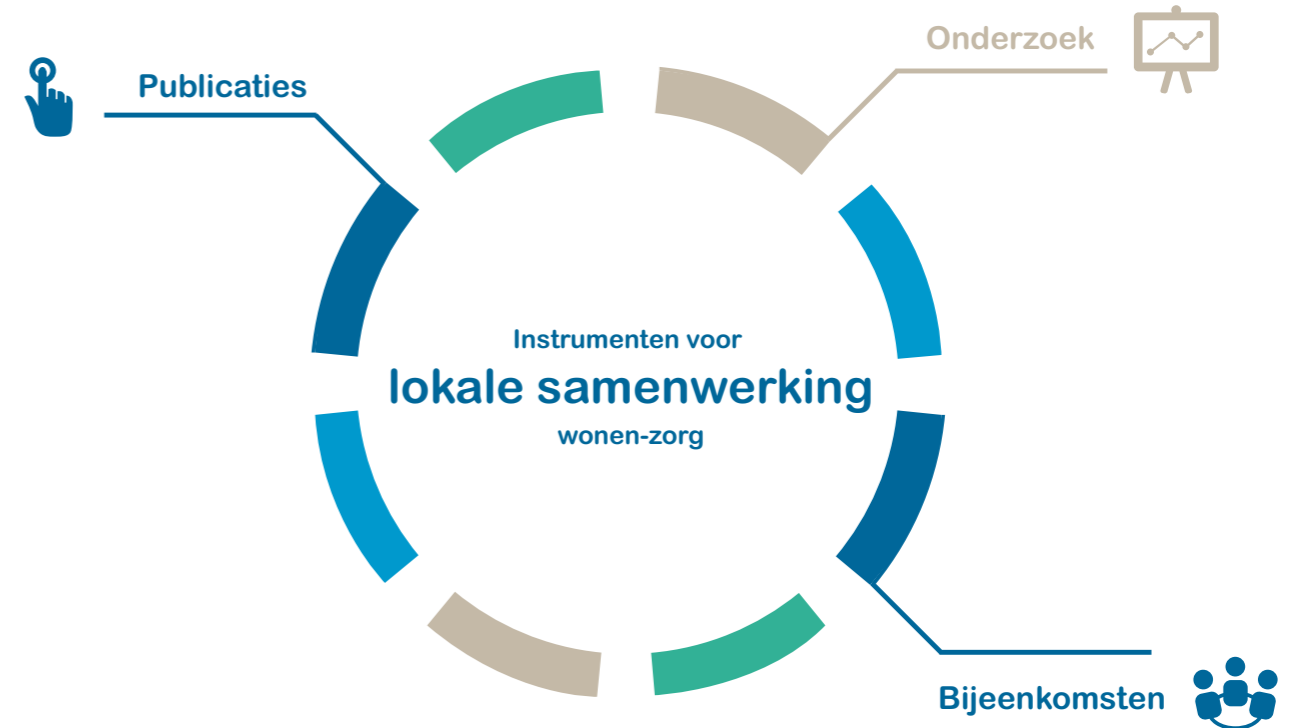 Onderzoek
Publicaties
Instrumenten voor
lokale samenwerking
wonen-zorg
Bijeenkomsten